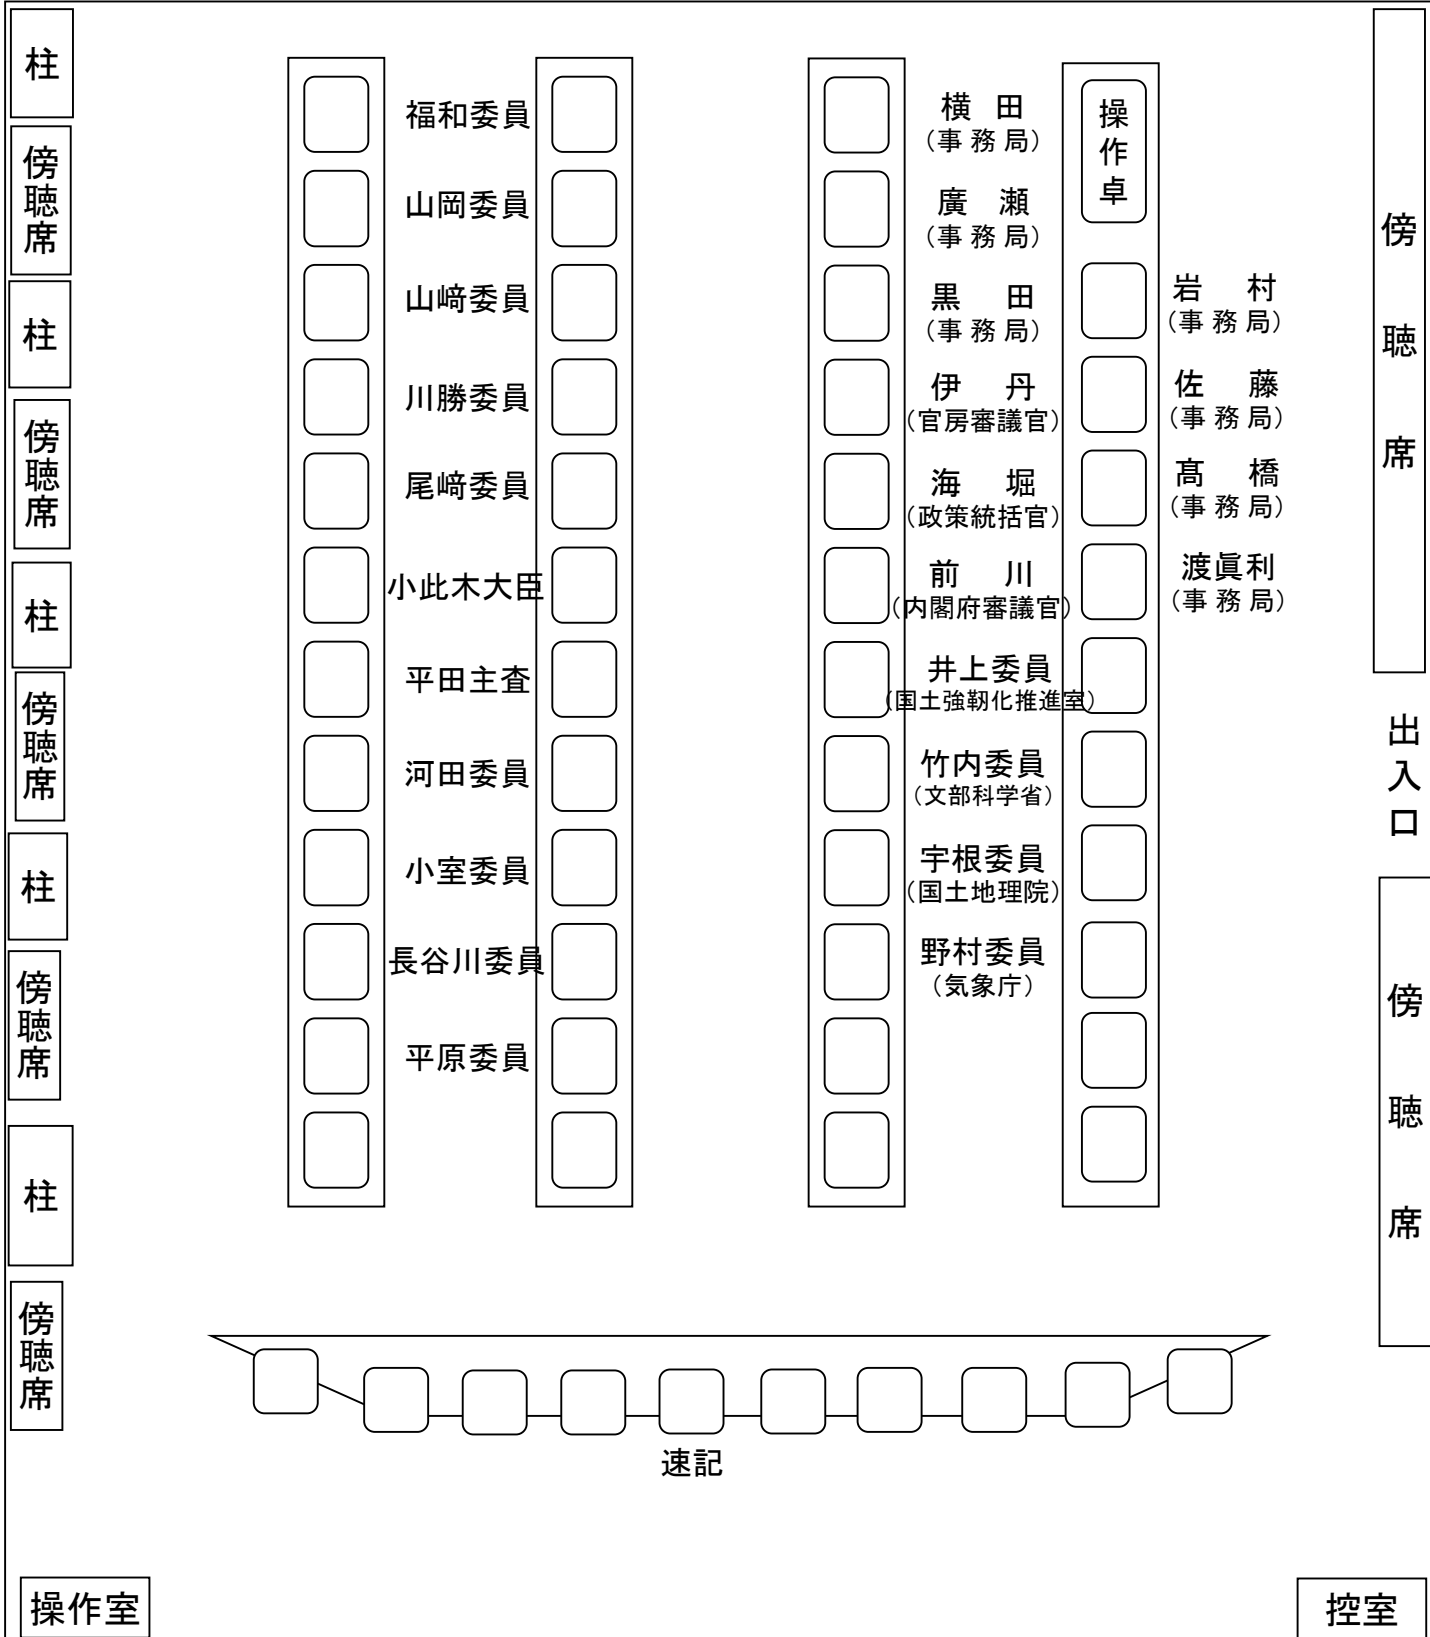 柱
傍聴席
柱
傍聴席
柱
傍聴席
柱
傍聴席
柱
傍聴席
福和委員
山岡委員
山﨑委員
川勝委員
尾﨑委員
小此木大臣
平田主査
河田委員
小室委員
長谷川委員
平原委員
横 田
（事 務 局）
廣 瀬
（事 務 局）
黒 田
（事 務 局）
伊 丹
（官房審議官）
海 堀
（政策統括官）
前 川
（内閣府審議官）
井上委員
（国土強靱化推進室）
竹内委員
（文部科学省）
宇根委員
（国土地理院）
野村委員
（気象庁）
操作卓
岩 村
（事 務 局）
佐 藤
（事 務 局）
髙 橋
（事 務 局）
渡眞利
（事 務 局）
傍 聴 席
出入口
傍 聴 席
速記
操作室
控室